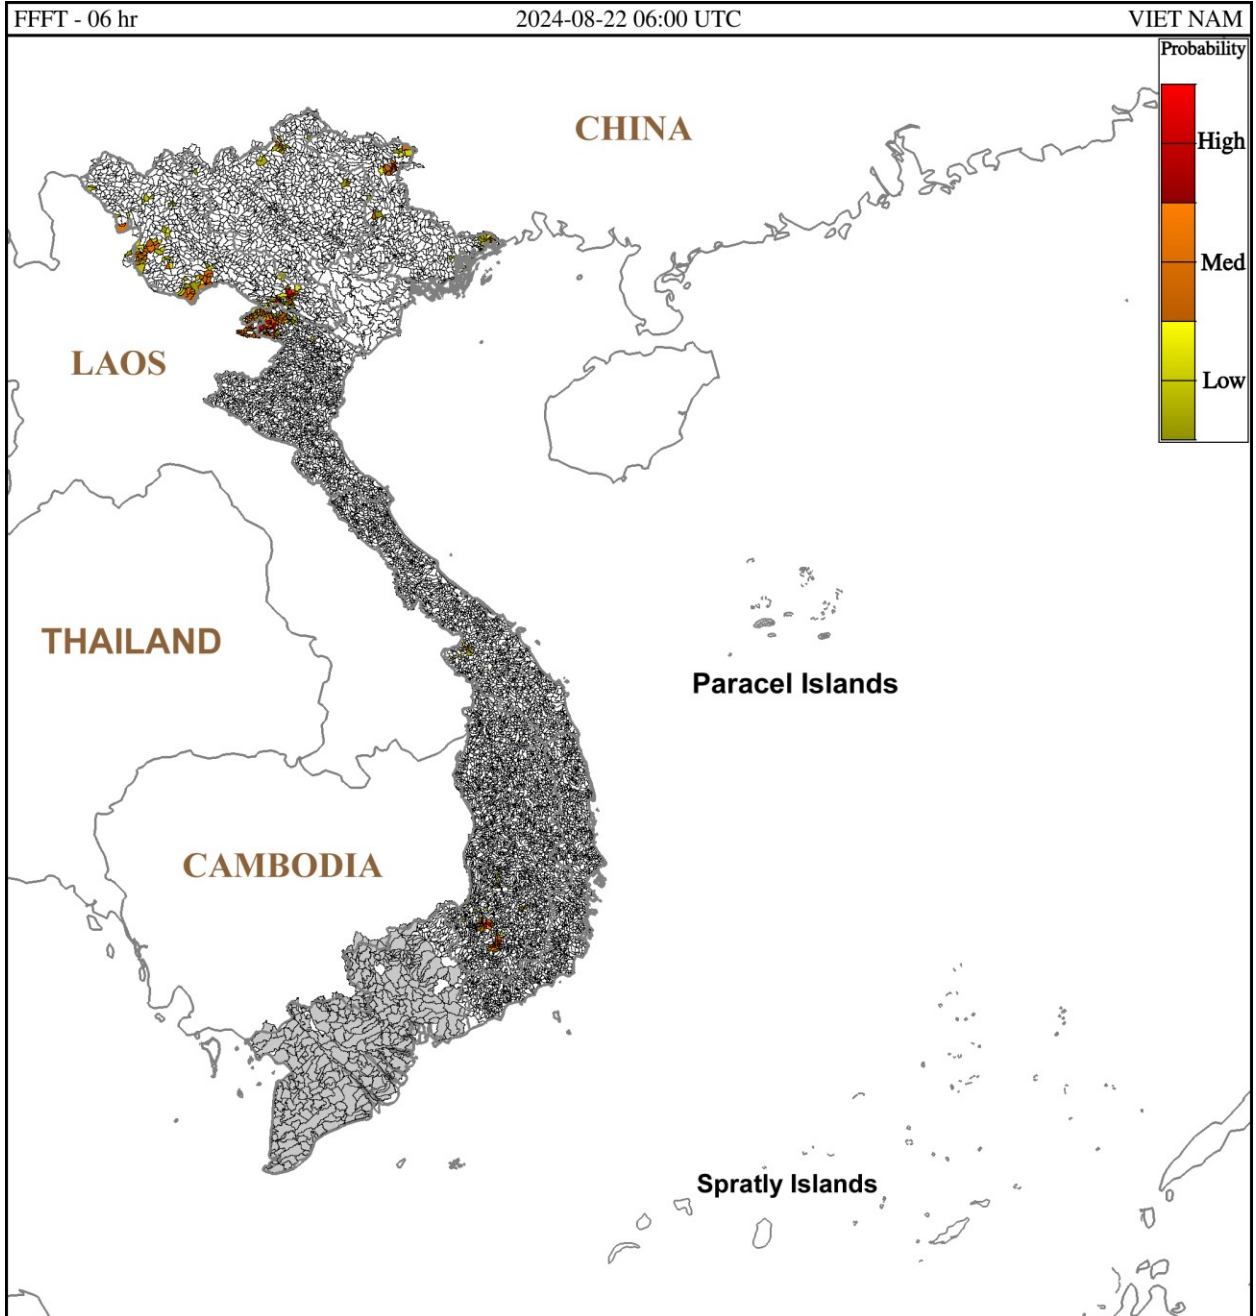 FFFT - 06 hr 2024-08-22 06:00 UTC VIET NAM
Probability
CHINA
High
Med
LAOS
Low
THAILAND
Paracel Islands
CAMBODIA
Spratly Islands